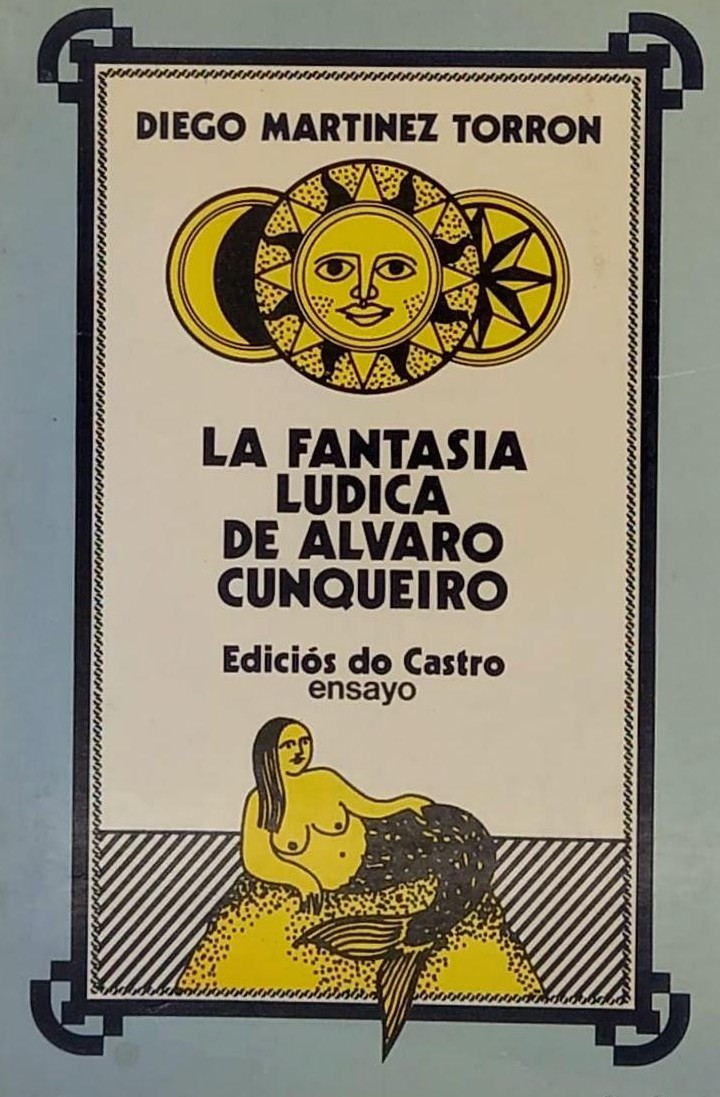 DIEGO MARTINEZ TORRON
LA FANTASIA
LUDICA
DE ALVARO
CUNQUEIRO
Ediciós do Castro
ensayo